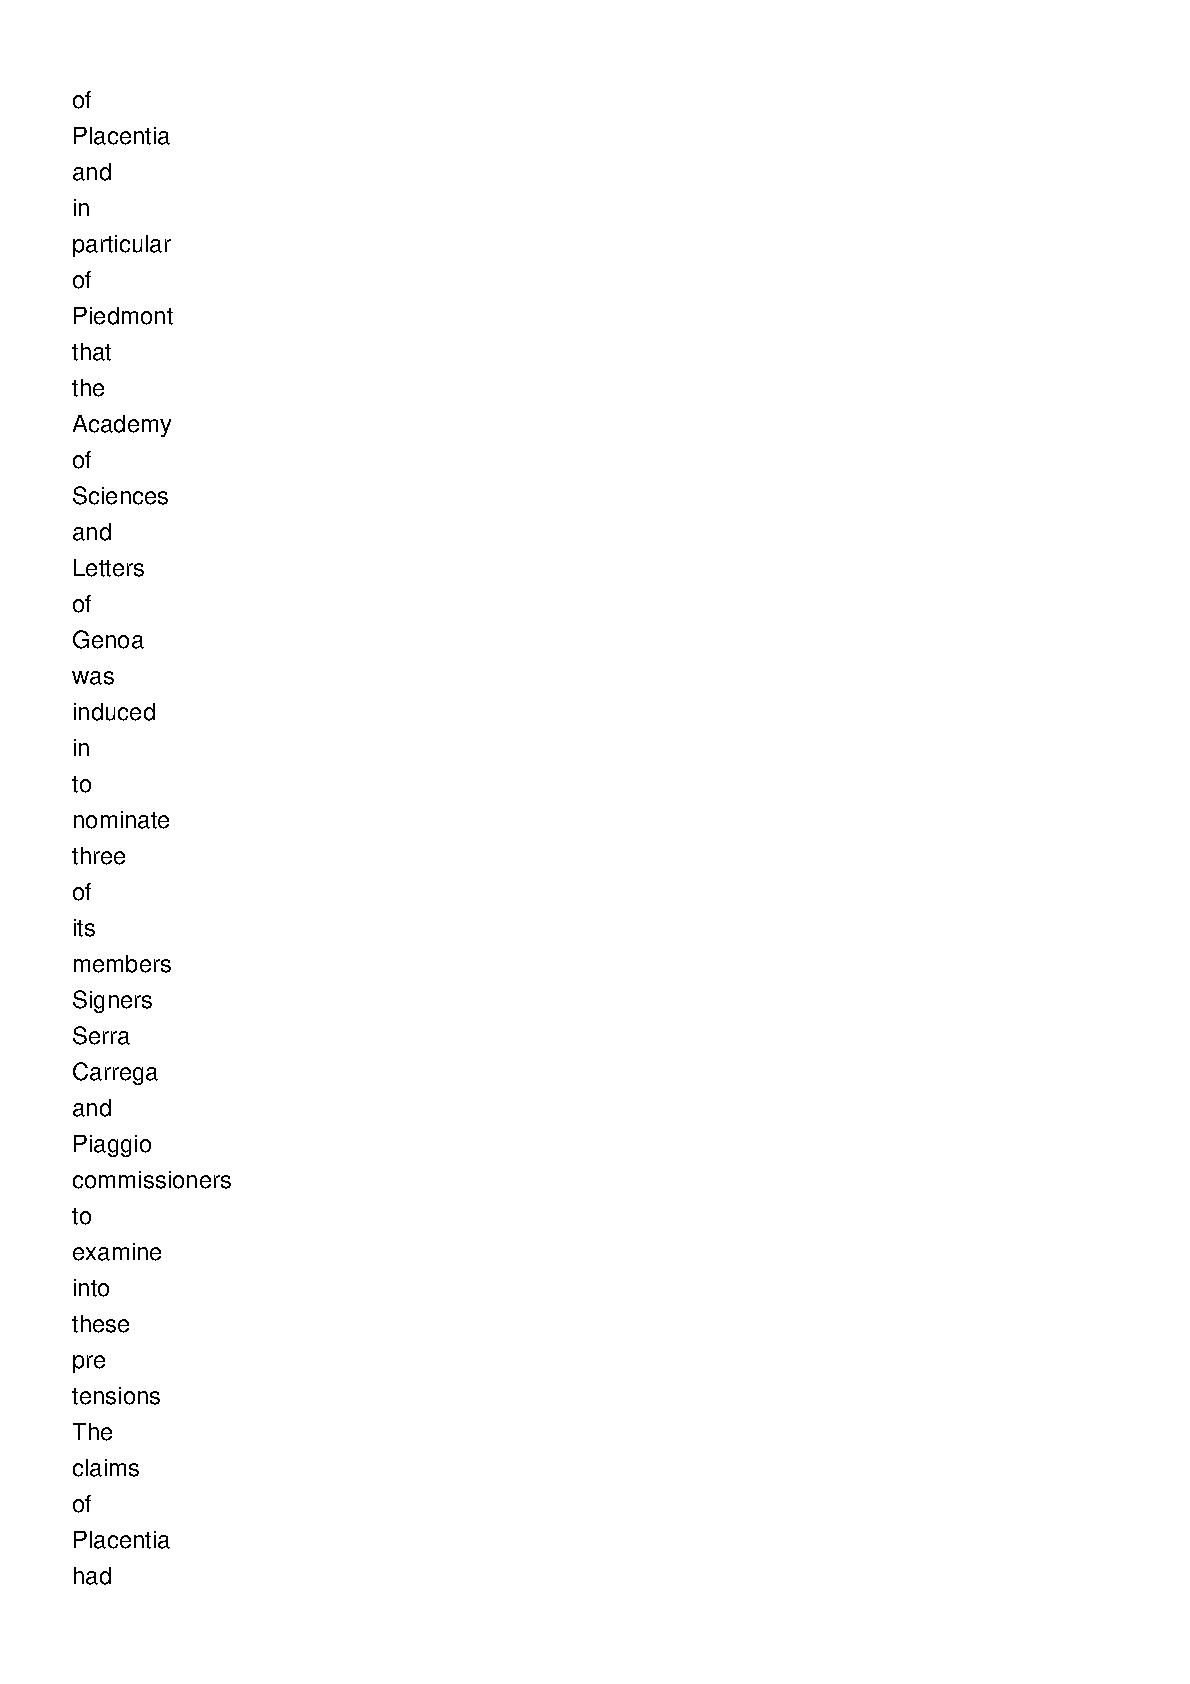 of
Placentia
and
in
particular
of
Piedmont
that
the
Academy
of
Sciences
and
Letters
of
Genoa
was
induced
in
to
nominate
three
of
its
members
Signers
Serra
Carrega
and
Piaggio
commissioners
to
examine
into
these
pre
tensions
The
claims
of
Placentia
had